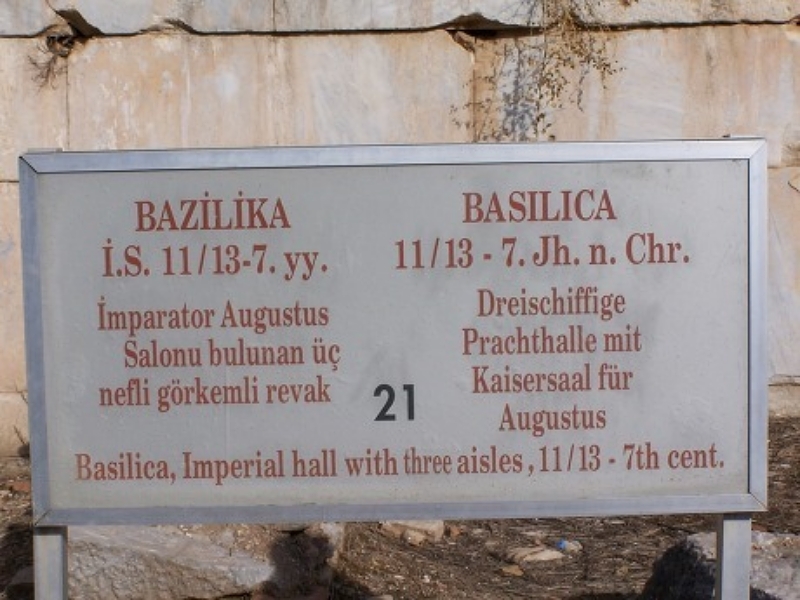 BAZİLİKA
İ.S. 11/13-7. yy.
İmparator Augustus
Salonu bulunan üç
nefli görkemli revak
BASILICA
11/13 - 7. Jh. n. Chr.
Dreischiffige
Prachthalle mit
Kaisersaal für
Augustus
21
Basilica, Imperial hall with three aisles, 11/13 - 7th cent.